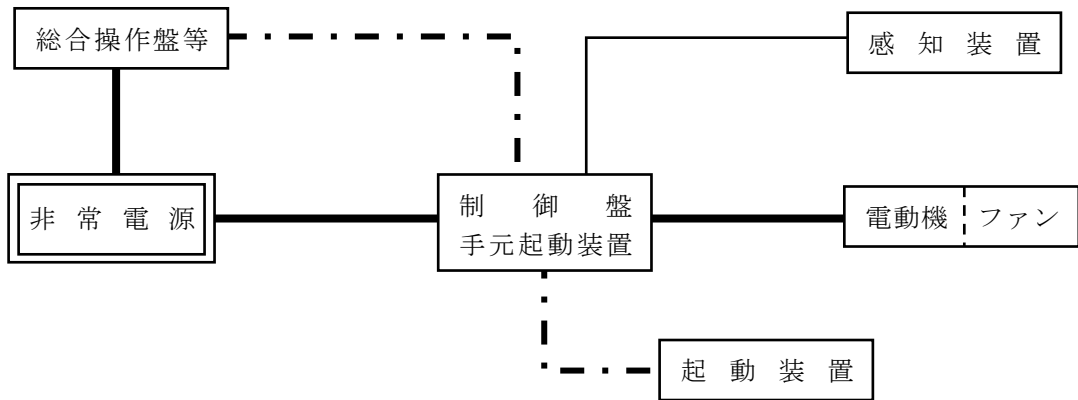 総合操作盤等
感知装置
非常電源
制御盤
手元起動装置
電動機
ファン
起動装置